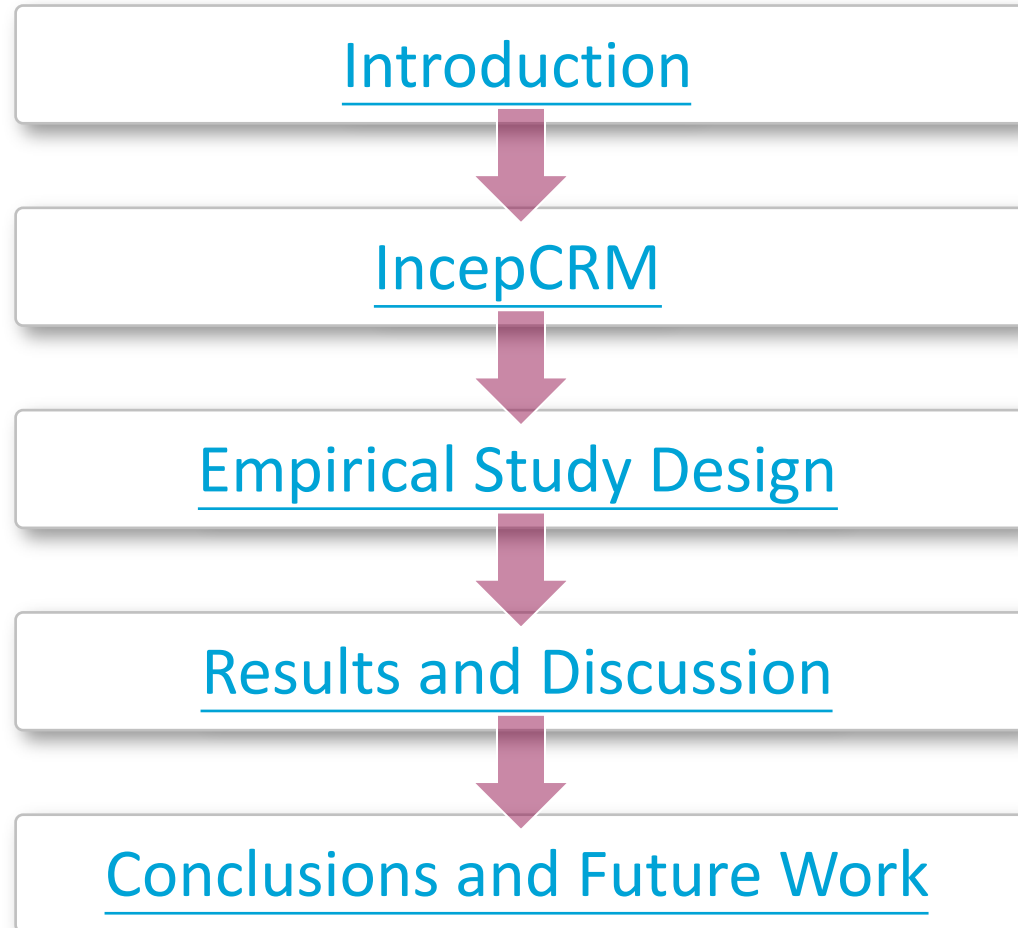 Introduction
IncepCRM
Empirical Study Design
Results and Discussion
Conclusions and Future Work